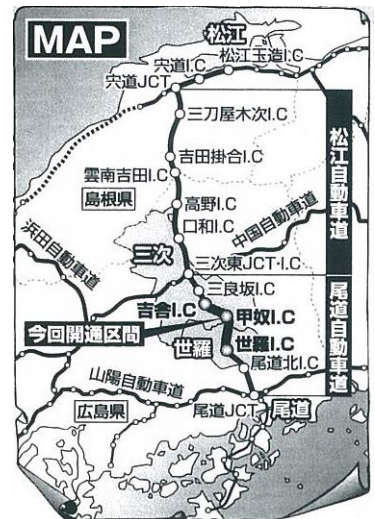 MAP
松江
宍道I.C
松江玉造I.C
宍道JCT
三刀屋木次I.C
吉田掛合I.C
雲南吉田I.C
島根県
高野I.C
口和I.C
松江自動車道
浜田自動車道
三次
中国自動車道
三次東JCT・I.C
三良坂I.C
吉舎I.C
甲奴I.C
今回開通区間
世羅I.C
世羅
尾道北I.C
尾道自動車道
山陽自動車道
広島県
尾道JCT
尾道